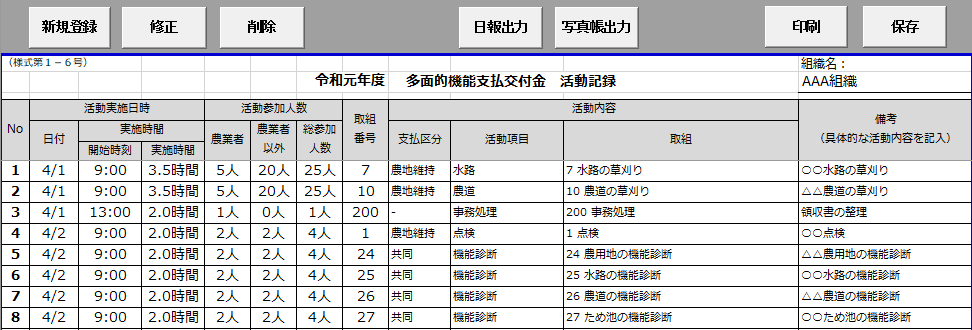 新規登録 修正 削除 日報出力 写真帳出力 印刷 保存
（様式第１－６号）
組織名：
令和元年度 多面的機能支払交付金 活動記録 AAA組織
No 活動実施日時 活動参加人数 取組番号 活動内容 備考（具体的な活動内容を記入）
日付 実施時間 農業者 農業者以外 総参加人数 支払区分 活動項目 取組
開始時刻 実施時間
1 4/1 9:00 3.5時間 5人 20人 25人 7 農地維持 水路 7 水路の草刈り ○○水路の草刈り
2 4/1 9:00 3.5時間 5人 20人 25人 10 農地維持 農道 10 農道の草刈り △△農道の草刈り
3 4/1 13:00 2.0時間 1人 0人 1人 200 - 事務処理 200 事務処理 領収書の整理
4 4/2 9:00 2.0時間 2人 2人 4人 1 農地維持 点検 1 点検 ○○点検
5 4/2 9:00 2.0時間 2人 2人 4人 24 共同 機能診断 24 農用地の機能診断 △△農用地の機能診断
6 4/2 9:00 2.0時間 2人 2人 4人 25 共同 機能診断 25 水路の機能診断 ○○水路の機能診断
7 4/2 9:00 2.0時間 2人 2人 4人 26 共同 機能診断 26 農道の機能診断 △△農道の機能診断
8 4/2 9:00 2.0時間 2人 2人 4人 27 共同 機能診断 27 ため池の機能診断 ○○ため池の機能診断